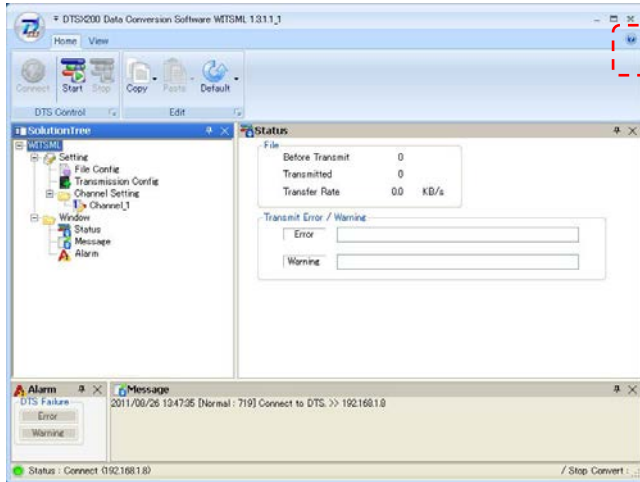 DTSX200 Data Conversion Software WITSML 1.31.1_1
Home View
Connect Start Stop Copy Paste Default
DTS Control Edit
SolutionTree
WITSML
Setting
File Config
Transmission Config
Channel Setting
Channel_1
Window
Status
Message
Alarm
Status
File
Before Transmit 0
Transmitted 0
Transfer Rate 0.0 KB/s
Transmit Error / Warning
Error
Warning
Alarm
DTS Failure
Error
Warning
Message
2011/08/26 13:47:35 [Normal : 719] Connect to DTS. >> 192.168.1.8
Status : Connect (192.168.1.8) / Stop Convert :